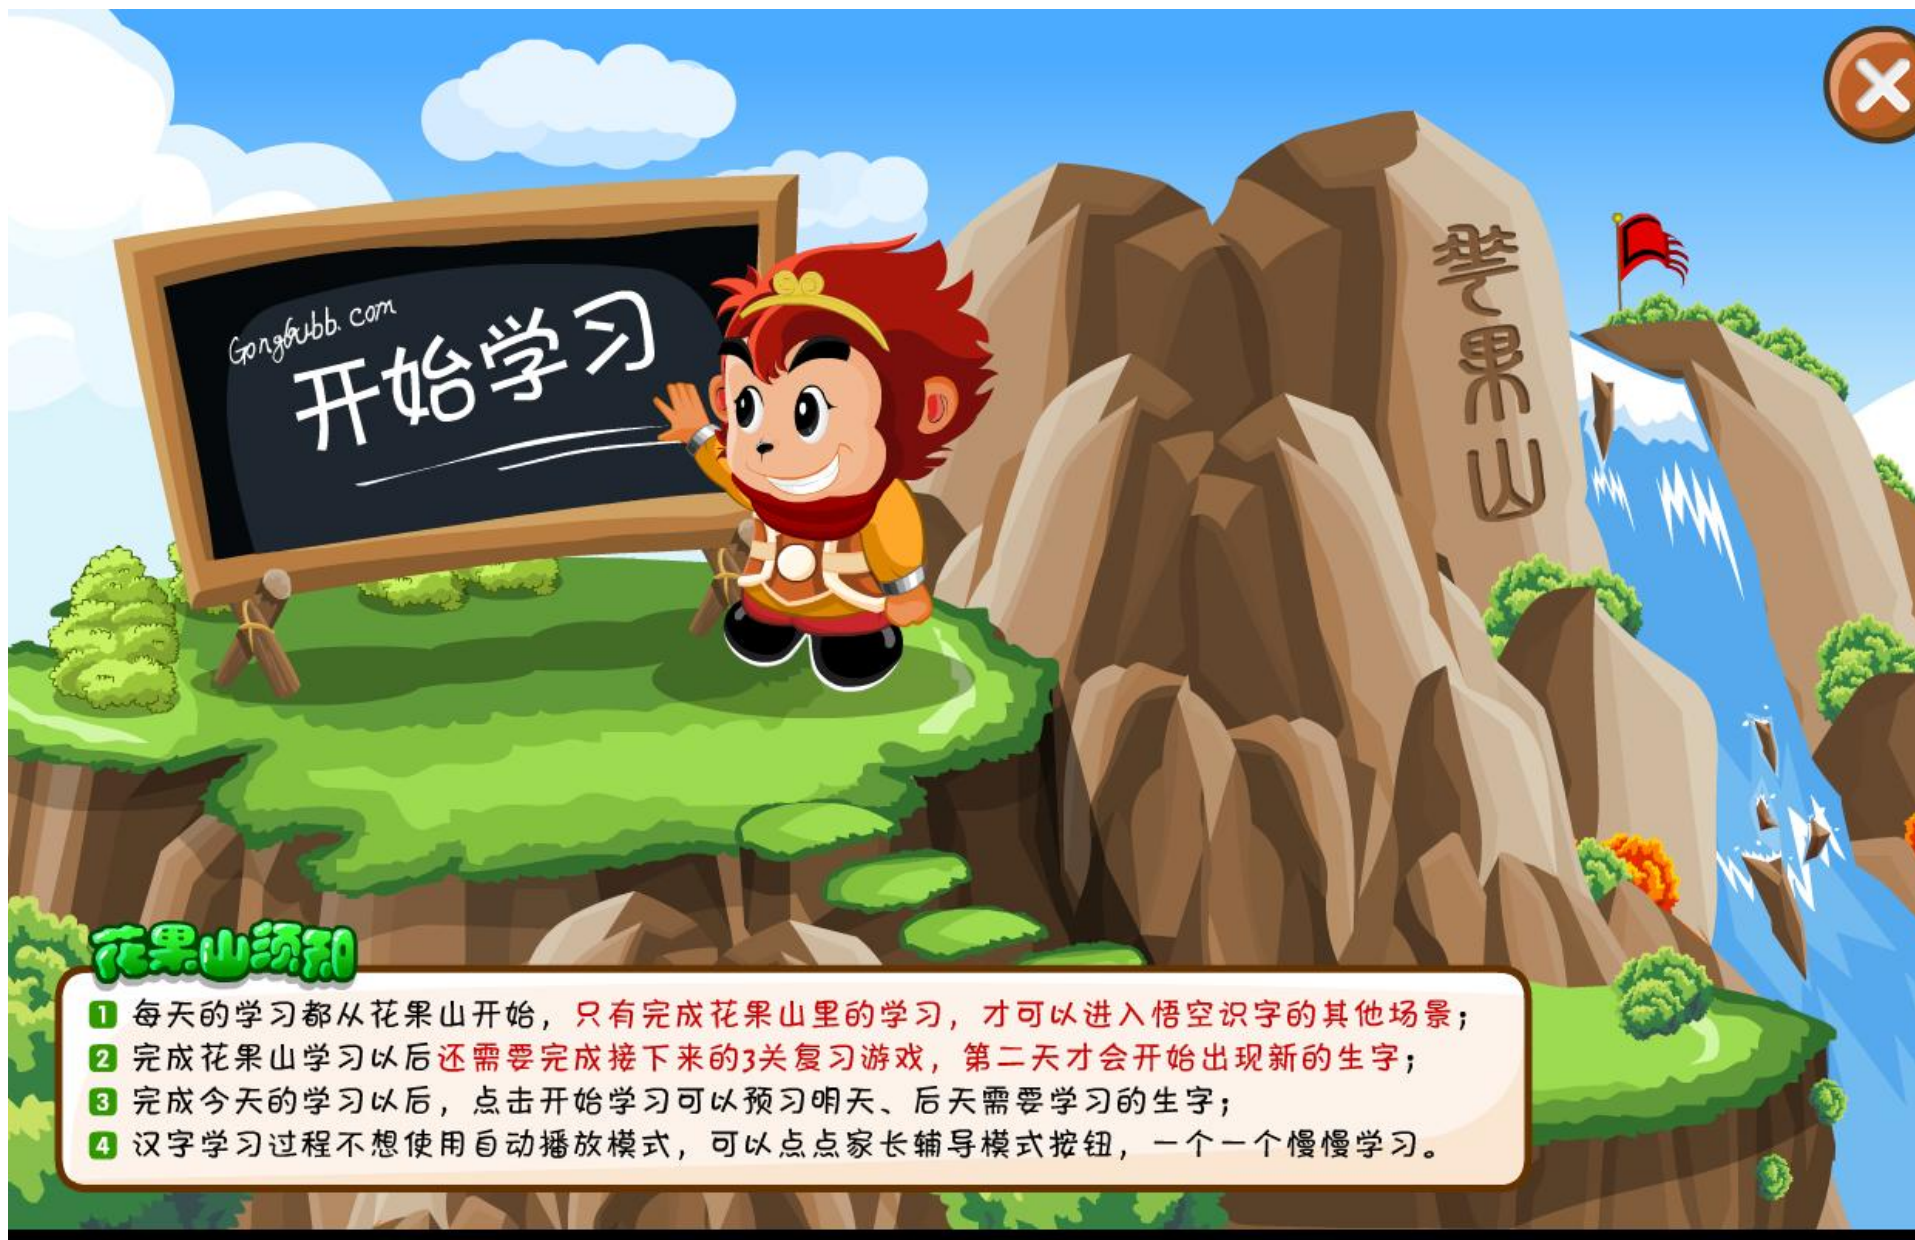 Gongfubb.com
开始学习
花果山
花果山须知
1 每天的学习都从花果山开始，只有完成花果山里的学习，才可以进入悟空识字的其他场景；
2 完成花果山学习以后还需要完成接下来的3关复习游戏，第二天才会开始出现新的生字；
3 完成今天的学习以后，点击开始学习可以预习明天、后天需要学习的生字；
4 汉字学习过程不想使用自动播放模式，可以点点家长辅导模式按钮，一个一个慢慢学习。